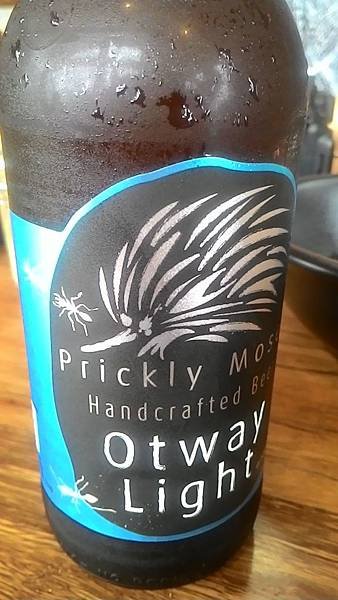 Prickly Mos
Handcrafted Bee
Otway
Light